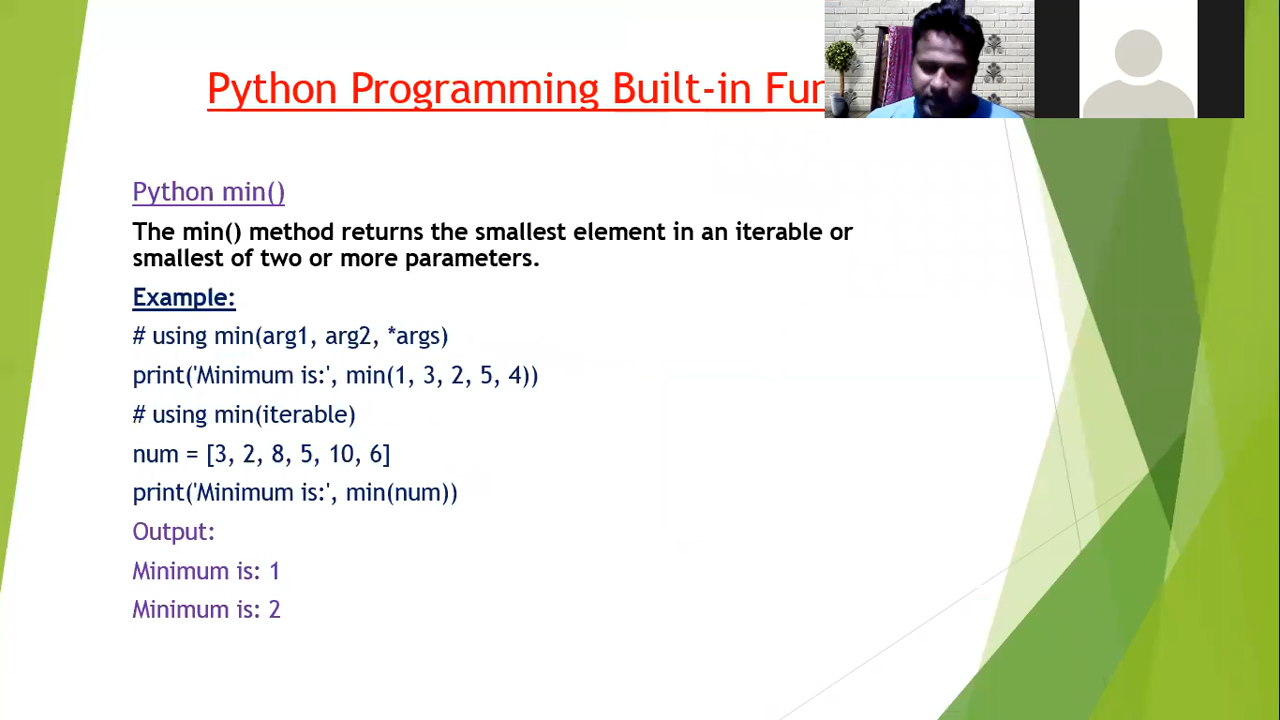 Python Programming Built-in Fun
Python min()
The min() method returns the smallest element in an iterable or
smallest of two or more parameters.
Example:
# using min(arg1, arg2, *args)
print('Minimum is:', min(1, 3, 2, 5, 4))
# using min(iterable)
num = [3, 2, 8, 5, 10, 6]
print('Minimum is:', min(num))
Output:
Minimum is: 1
Minimum is: 2